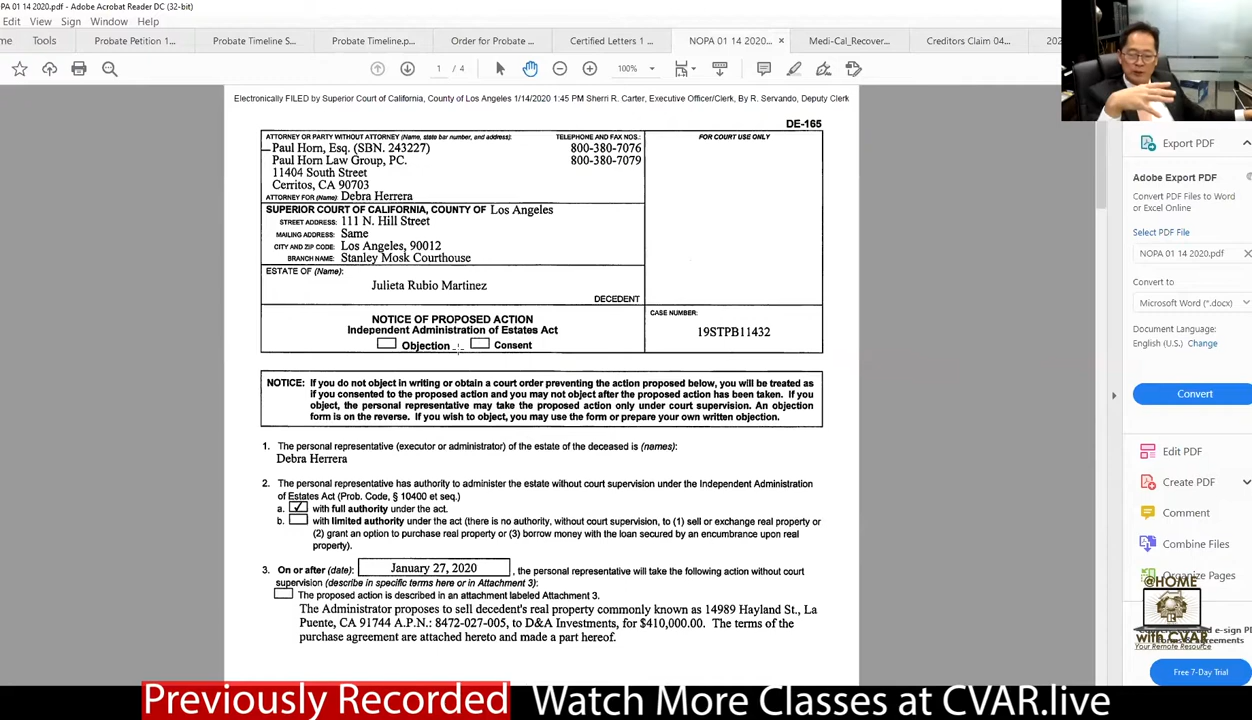 OPA 01 14 2020.pdf - Adobe Acrobat Reader DC (32-bit)
Edit View Sign Window Help
me Tools Probate Petition 1... Probate Timeline S... Probate Timeline.p... Order for Probate ... Certified Letters 1 ... NOPA 01 14 2020... × Medi-Cal_Recover... Creditors Claim 04... 202
1 / 4 100%
Electronically FILED by Superior Court of California, County of Los Angeles 1/14/2020 1:45 PM Sherri R. Carter, Executive Officer/Clerk, By R. Servando, Deputy Clerk
DE-165
ATTORNEY OR PARTY WITHOUT ATTORNEY (Name, state bar number, and address): TELEPHONE AND FAX NOS.: FOR COURT USE ONLY
Paul Horn, Esq. (SBN. 243227) 800-380-7076
Paul Horn Law Group, PC. 800-380-7079
11404 South Street
Cerritos, CA 90703
ATTORNEY FOR (Name): Debra Herrera
SUPERIOR COURT OF CALIFORNIA, COUNTY OF Los Angeles
STREET ADDRESS: 111 N. Hill Street
MAILING ADDRESS: Same
CITY AND ZIP CODE: Los Angeles, 90012
BRANCH NAME: Stanley Mosk Courthouse
ESTATE OF (Name):
Julieta Rubio Martinez
DECEDENT
NOTICE OF PROPOSED ACTION
Independent Administration of Estates Act
Objection Consent
CASE NUMBER:
19STPB11432
NOTICE: If you do not object in writing or obtain a court order preventing the action proposed below, you will be treated as
if you consented to the proposed action and you may not object after the proposed action has been taken. If you
object, the personal representative may take the proposed action only under court supervision. An objection
form is on the reverse. If you wish to object, you may use the form or prepare your own written objection.
1. The personal representative (executor or administrator) of the estate of the deceased is (names):
Debra Herrera
2. The personal representative has authority to administer the estate without court supervision under the Independent Administration
of Estates Act (Prob. Code, § 10400 et seq.)
a. ✓ with full authority under the act.
b. with limited authority under the act (there is no authority, without court supervision, to (1) sell or exchange real property or
(2) grant an option to purchase real property or (3) borrow money with the loan secured by an encumbrance upon real
property).
3. On or after (date): January 27, 2020 , the personal representative will take the following action without court
supervision (describe in specific terms here or in Attachment 3):
The proposed action is described in an attachment labeled Attachment 3.
The Administrator proposes to sell decedent's real property commonly known as 14989 Hayland St., La
Puente, CA 91744 A.P.N.: 8472-027-005, to D&A Investments, for $410,000.00. The terms of the
purchase agreement are attached hereto and made a part hereof.
Export PDF
Adobe Export PDF
Convert PDF Files to Word
or Excel Online
Select PDF File
NOPA 01 14 2020.pdf ×
Convert to
Microsoft Word (*.docx)
Document Language:
English (U.S.) Change
Convert
Edit PDF
Create PDF
Comment
Combine Files
Organize Pages
@HOME
with CVAR
Your Remote Resource
Free 7-Day Trial
Previously Recorded Watch More Classes at CVAR.live